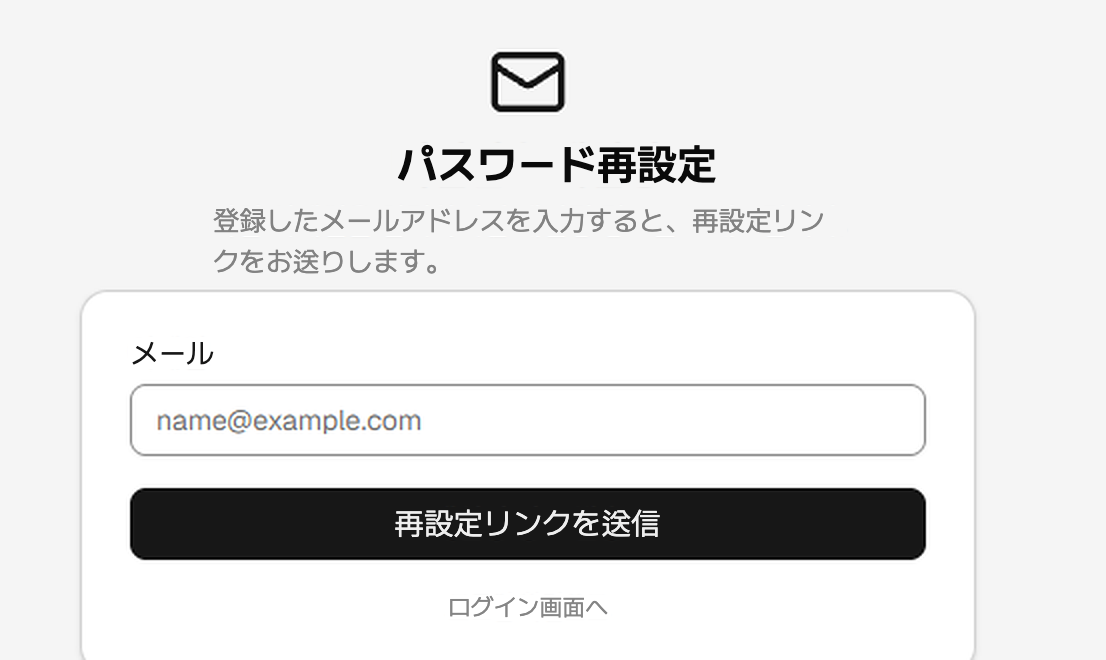 パスワード再設定
登録したメールアドレスを入力すると、再設定リン
クをお送りします。
メール
name@example.com
再設定リンクを送信
ログイン画面へ